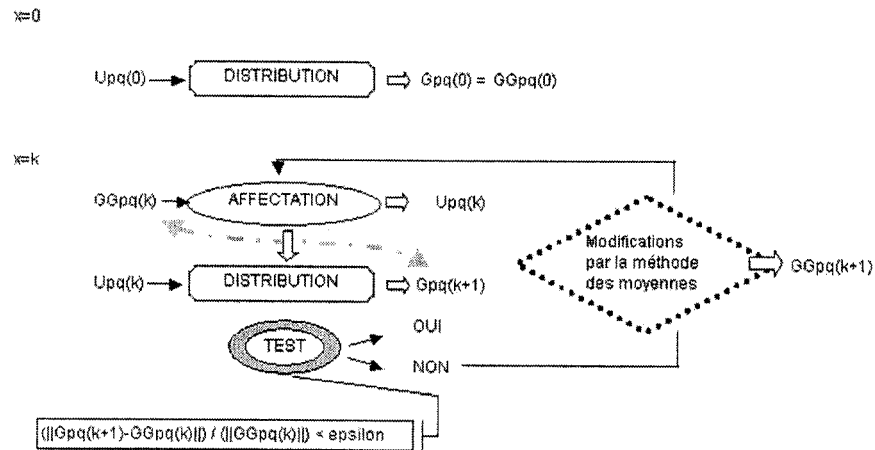 x=0
Upq(0) DISTRIBUTION Gpq(0) = GGpq(0)
x=k
GGpq(k) AFFECTATION Upq(k)
Modifications
par la méthode
des moyennes
GGpq(k+1)
Upq(k) DISTRIBUTION Gpq(k+1)
TEST
OUI
NON
(||Gpq(k+1)-GGpq(k)||) / (||GGpq(k)||) < epsilon